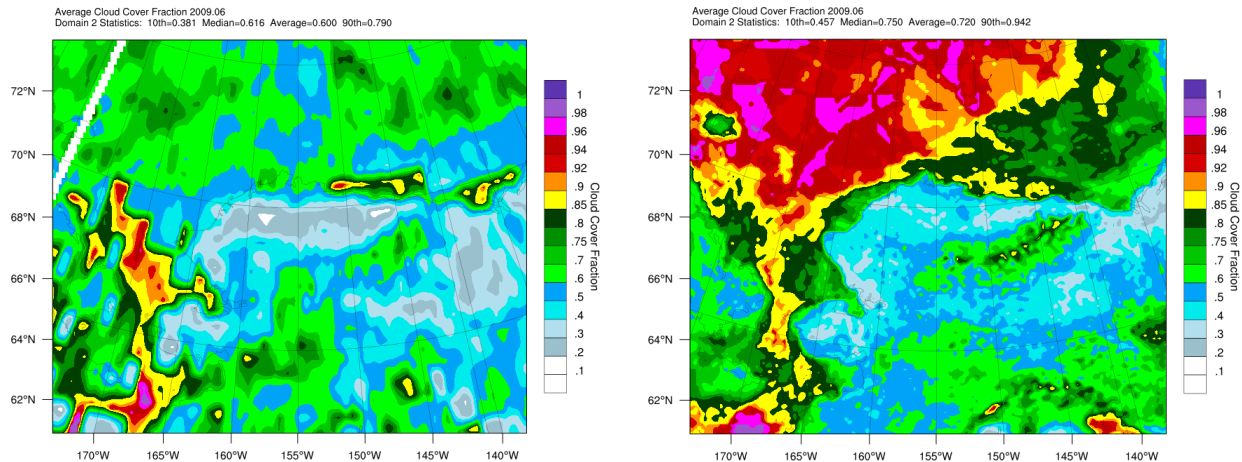 Average Cloud Cover Fraction 2009.06
Domain 2 Statistics: 10th=0.381 Median=0.616 Average=0.600 90th=0.790
72°N
70°N
68°N
66°N
64°N
62°N
170°W 165°W 160°W 155°W 150°W 145°W 140°W
1
.98
.96
.94
.92
.9
.85
.8
.75
.7
.6
.5
.4
.3
.2
.1
Cloud Cover Fraction
Average Cloud Cover Fraction 2009.06
Domain 2 Statistics: 10th=0.457 Median=0.750 Average=0.720 90th=0.942
72°N
70°N
68°N
66°N
64°N
62°N
170°W 165°W 160°W 155°W 150°W 145°W 140°W
1
.98
.96
.94
.92
.9
.85
.8
.75
.7
.6
.5
.4
.3
.2
.1
Cloud Cover Fraction